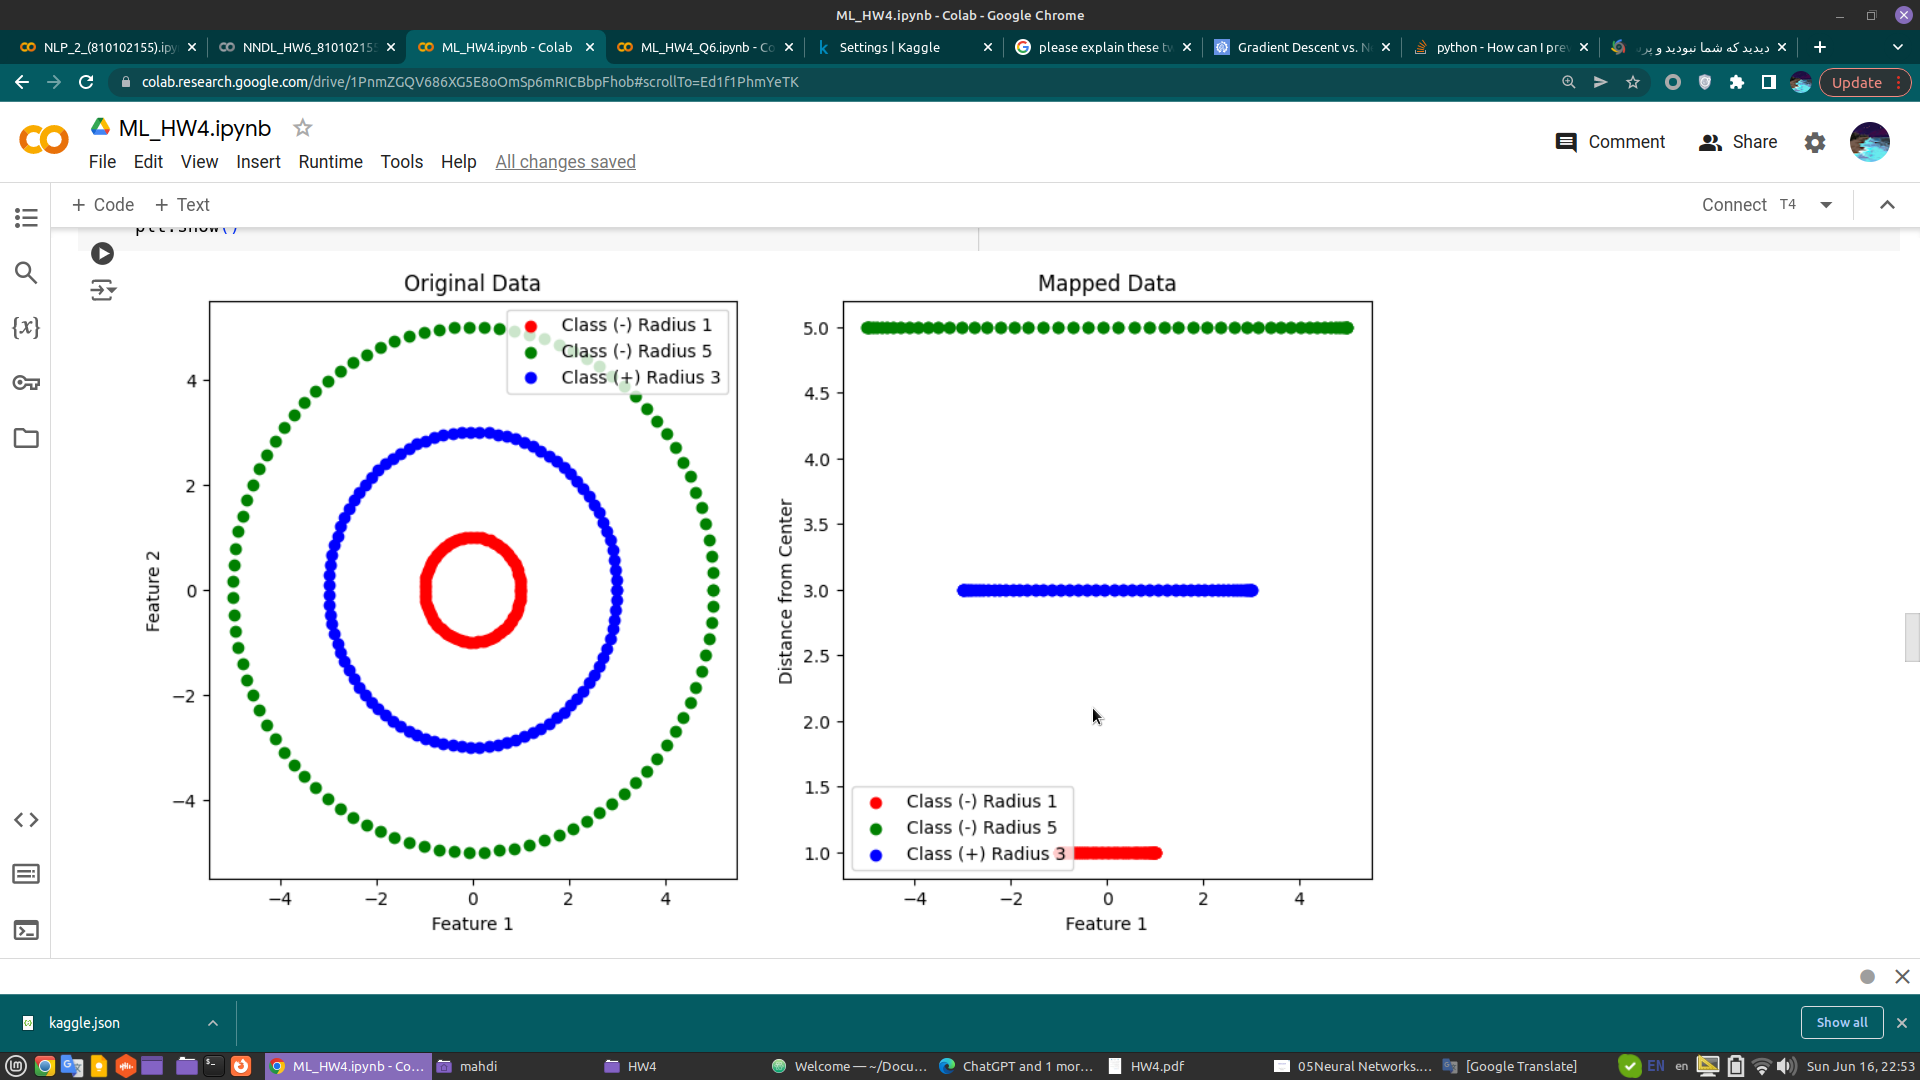 ML_HW4.ipynb - Colab - Google Chrome
NLP_2_(810102155).ipy
NNDL_HW6_810102155
ML_HW4.ipynb - Colab
ML_HW4_Q6.ipynb - Co
Settings | Kaggle
please explain these tw
Gradient Descent vs. N
python - How can I prev
دیدید که شما نبودید و پر
Update
colab.research.google.com/drive/1PnmZGQV686XG5E8oOmSp6mRICBbpFhob#scrollTo=Ed1f1PhmYeTK
ML_HW4.ipynb
File Edit View Insert Runtime Tools Help All changes saved
Comment
Share
+ Code + Text
Connect T4
plt.show()
Original Data
Class (-) Radius 1
Class (-) Radius 5
Class (+) Radius 3
4
2
0
−2
−4
Feature 2
−4 −2 0 2 4
Feature 1
Mapped Data
5.0
4.5
4.0
3.5
3.0
2.5
2.0
1.5
1.0
Distance from Center
Class (-) Radius 1
Class (-) Radius 5
Class (+) Radius 3
−4 −2 0 2 4
Feature 1
{x}
kaggle.json
Show all
ML_HW4.ipynb - Co...
mahdi
HW4
Welcome — ~/Docu...
ChatGPT and 1 mor...
HW4.pdf
05Neural Networks....
[Google Translate]
EN
en
Sun Jun 16, 22:53